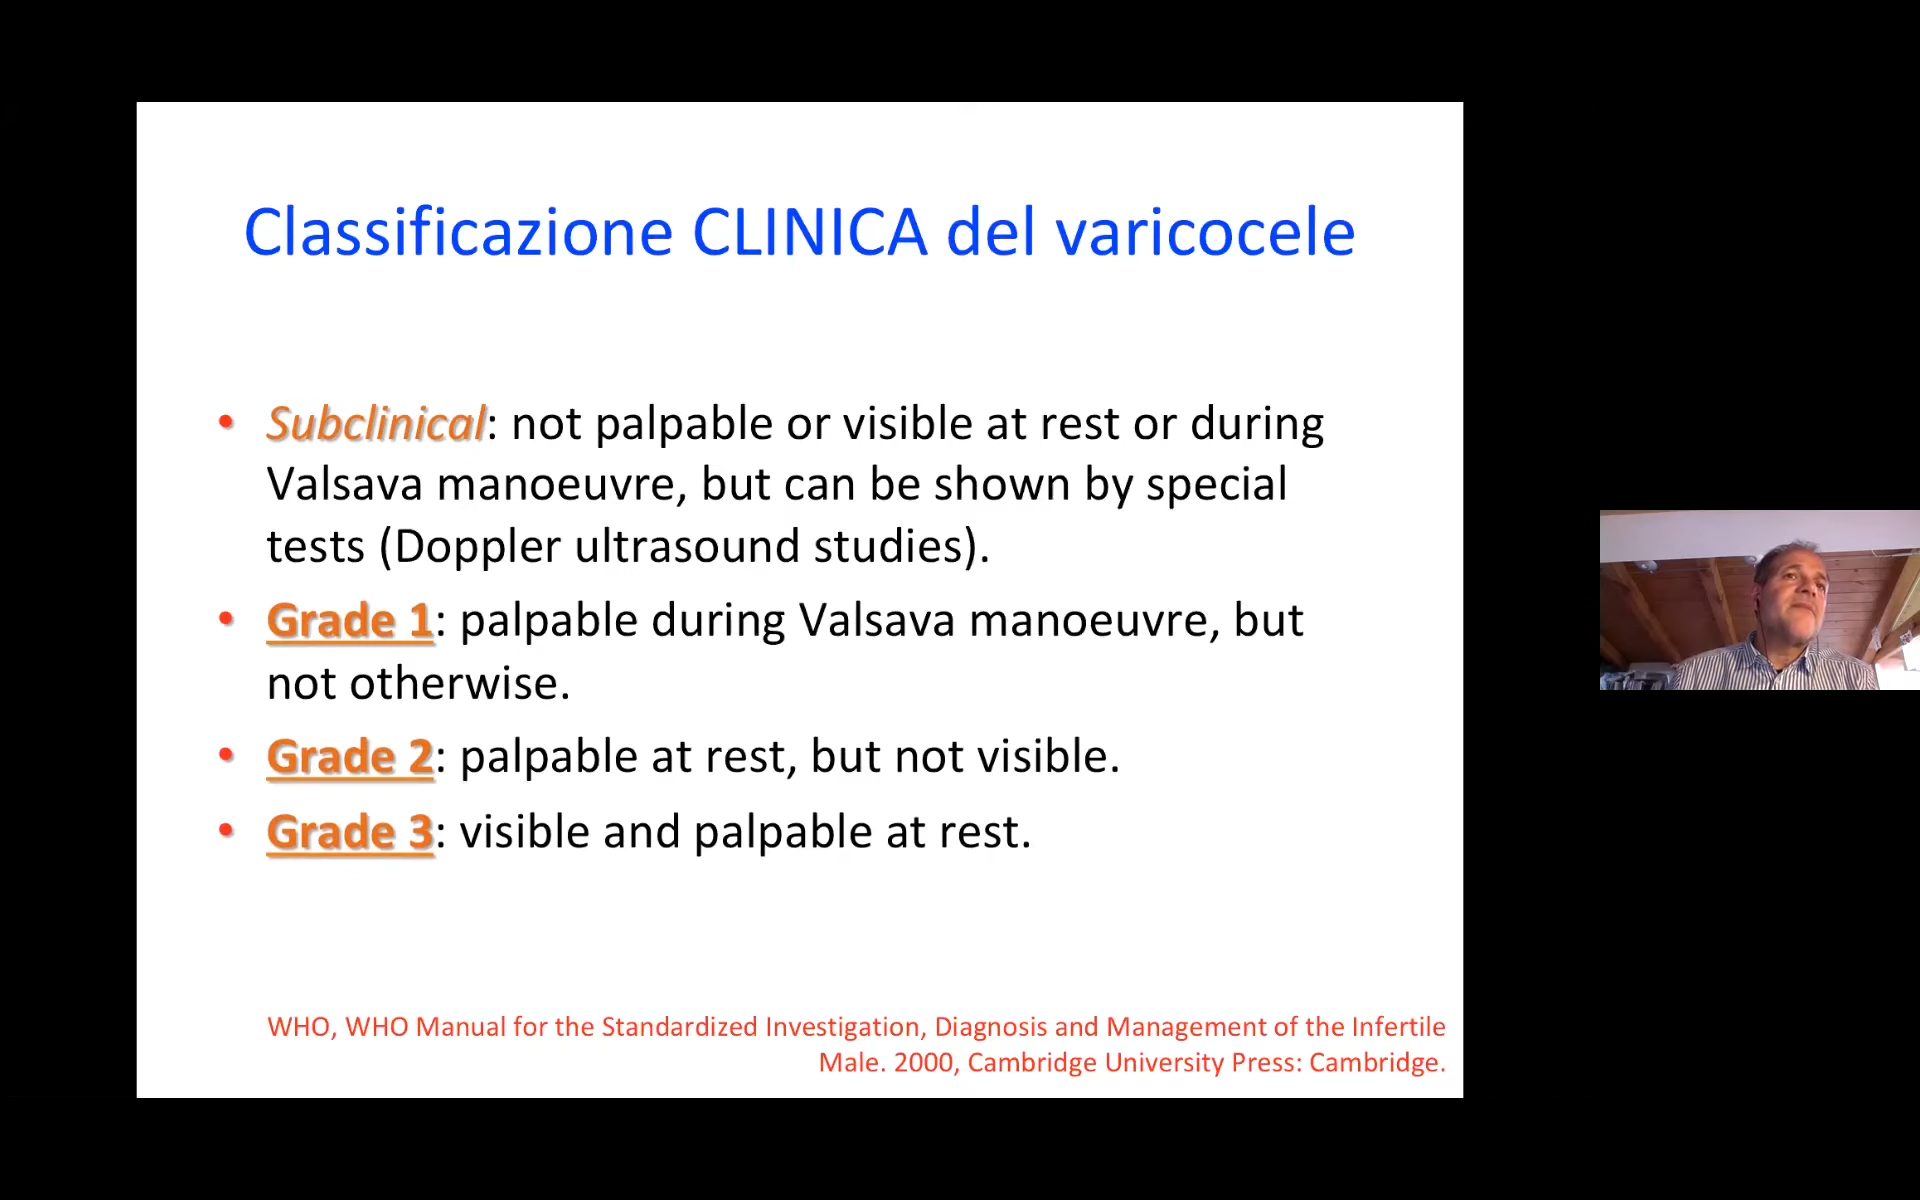 Classificazione CLINICA del varicocele
• Subclinical: not palpable or visible at rest or during
Valsava manoeuvre, but can be shown by special
tests (Doppler ultrasound studies).
• Grade 1: palpable during Valsava manoeuvre, but
not otherwise.
• Grade 2: palpable at rest, but not visible.
• Grade 3: visible and palpable at rest.
WHO, WHO Manual for the Standardized Investigation, Diagnosis and Management of the Infertile
Male. 2000, Cambridge University Press: Cambridge.